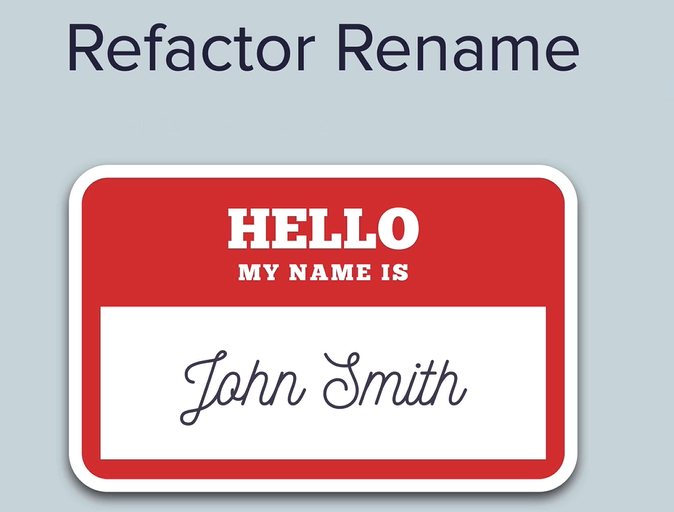 Refactor Rename
HELLO
MY NAME IS
John Smith